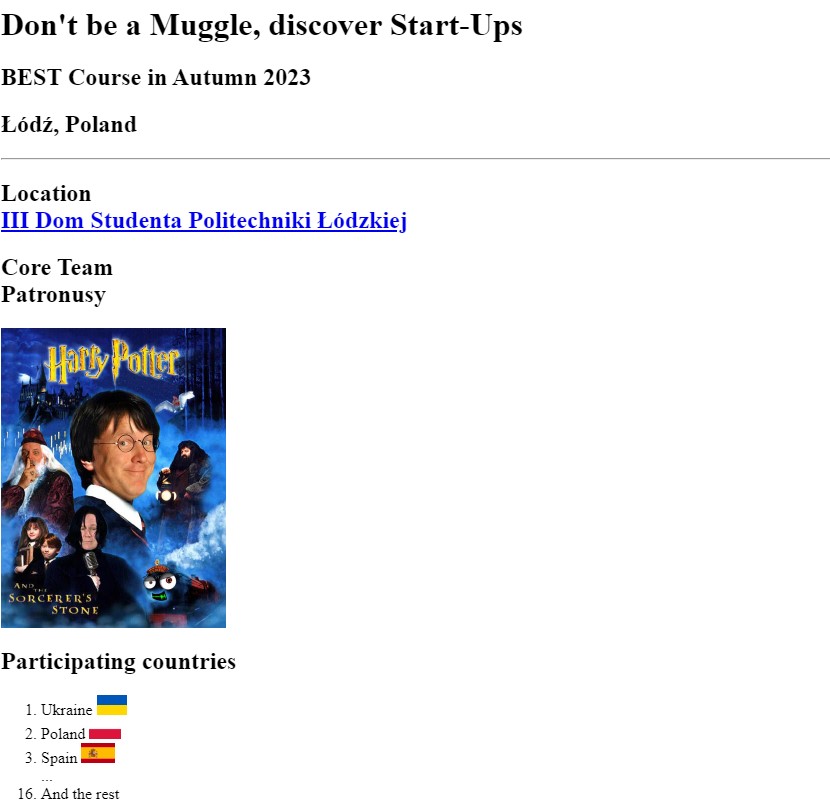 Don't be a Muggle, discover Start-Ups
BEST Course in Autumn 2023
Łódź, Poland
Location
III Dom Studenta Politechniki Łódzkiej
Core Team
Patronusy
Harry Potter
AND THE
SORCERER'S
STONE
Participating countries
1. Ukraine
2. Poland
3. Spain
...
16. And the rest